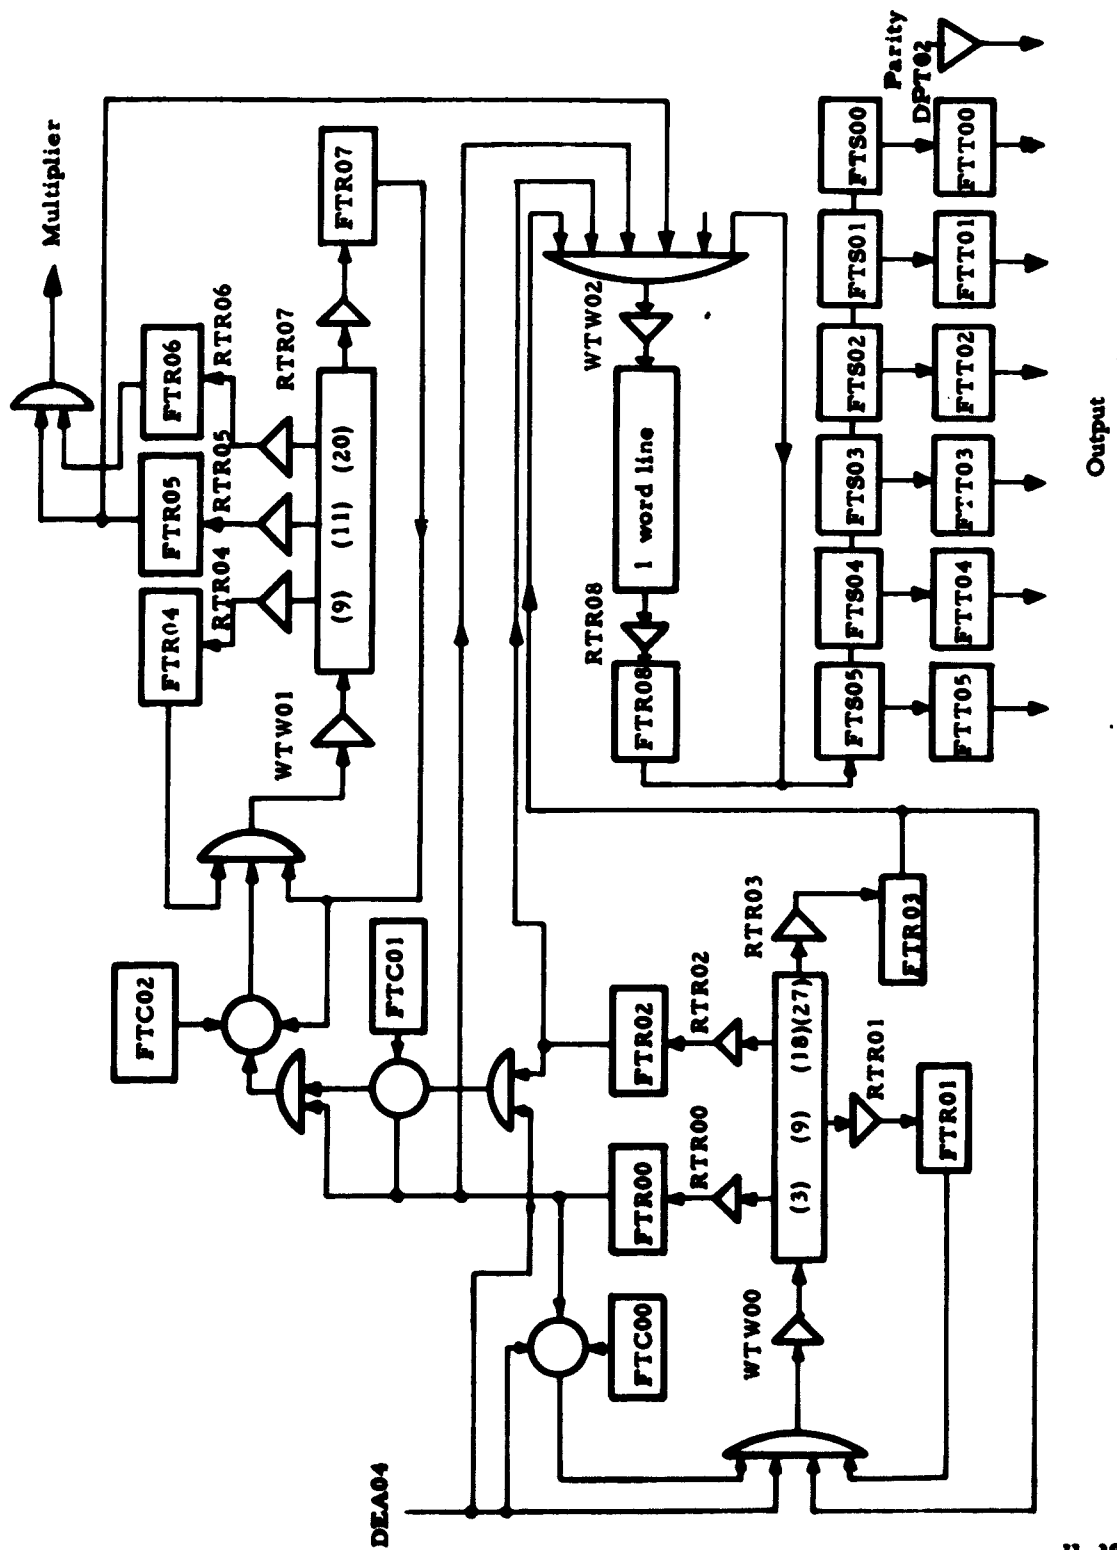 Multiplier
FTR04
FTR05
FTR06
RTR04
RTR05
RTR06
WTW01
(9) (11) (20)
RTR07
FTR07
FTC02
FTC01
DEA04
FTC00
FTR00
FTR02
RTR00
RTR02
WTW00
(3) (9) (18)(27)
RTR03
RTR01
FTR01
FTR03
WTW02
1 word line
RTR08
FTR08
FTS05
FTS04
FTS03
FTS02
FTS01
FTS00
Parity
DPT02
FTT05
FTT04
FTT03
FTT02
FTT01
FTT00
Output